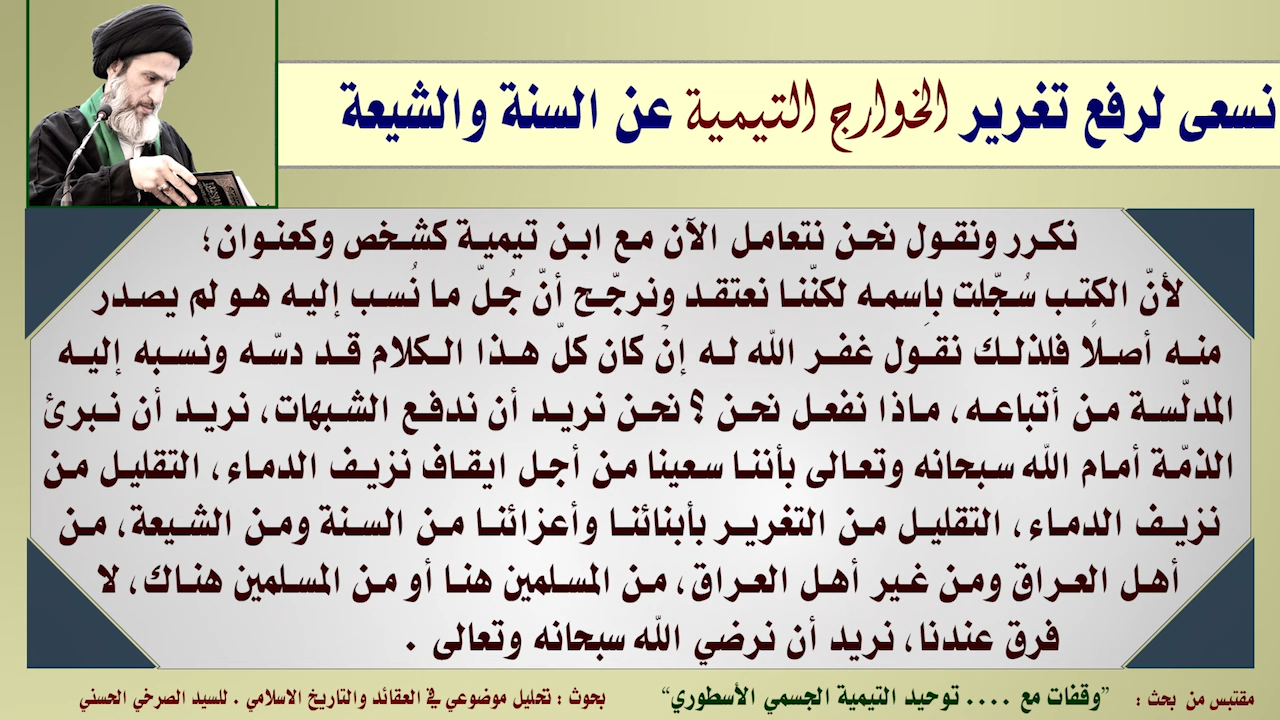 نسعى لرفع تغرير الخوارج التيمية عن السنة والشيعة
نكرر ونقول نحن نتعامل الآن مع ابن تيمية كشخص وكعنوان؛
لأنّ الكتب سُجّلت بإسمه لكنّنا نعتقد ونرجّح أنّ جُلّ ما نُسب إليه هو لم يصدر
منه أصلًا فلذلك نقول غفر الله له إنْ كان كلّ هذا الكلام قد دسّه ونسبه إليه
المدلّسة من أتباعه، ماذا نفعل نحن ؟ نحن نريد أن ندفع الشبهات، نريد أن نبرئ
الذمّة أمام الله سبحانه وتعالى بأننا سعينا من أجل ايقاف نزيف الدماء، التقليل من
نزيف الدماء، التقليل من التغرير بأبنائنا وأعزائنا من السنة ومن الشيعة، من
أهل العراق ومن غير أهل العراق، من المسلمين هنا أو من المسلمين هناك، لا
فرق عندنا، نريد أن نرضي الله سبحانه وتعالى .
مقتبس من بحث : "وقفات مع .... توحيد التيمية الجسمي الأسطوري" بحوث : تحليل موضوعي في العقائد والتاريخ الاسلامي . للسيد الصرخي الحسني